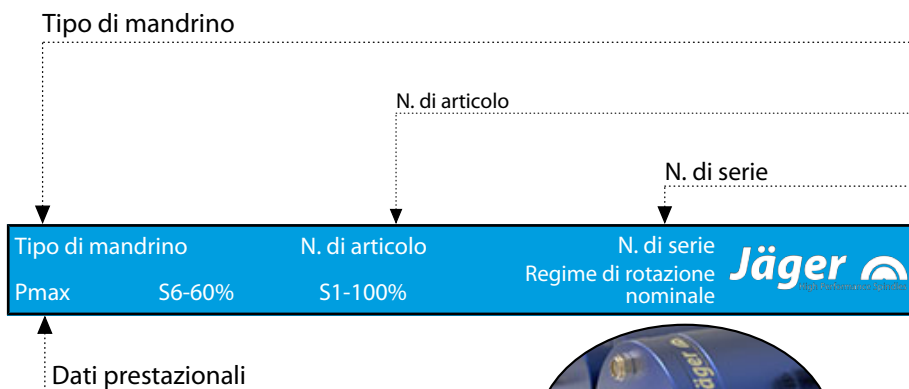 Tipo di mandrino
N. di articolo
N. di serie
Tipo di mandrino N. di articolo N. di serie
Regime di rotazione
Pmax S6-60% S1-100% nominale
Jäger
Dati prestazionali
Jäger